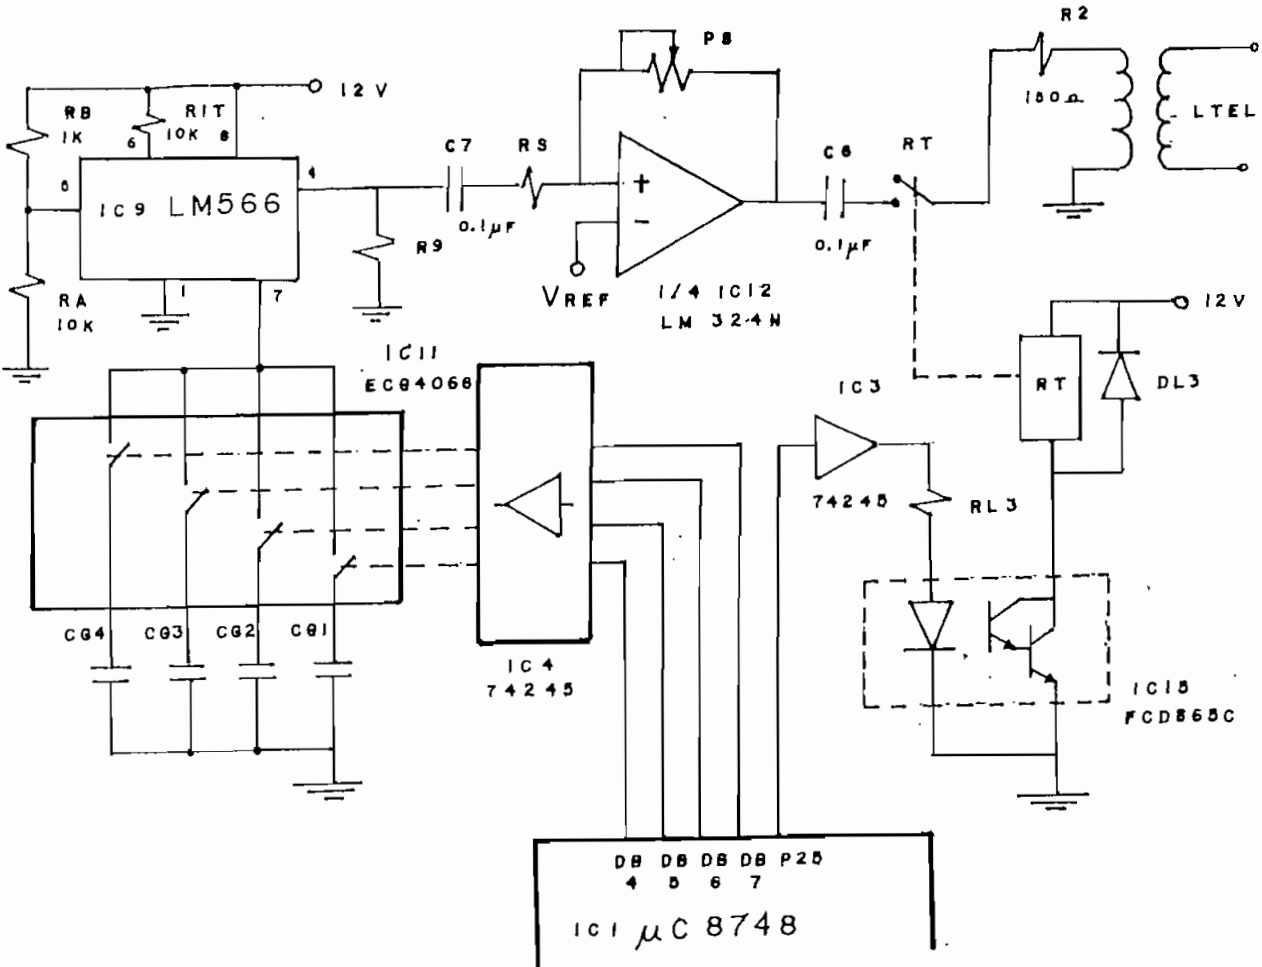 R2
P8
12 V
RB
1K
RIT
10K
6
8
180Ω
LTEL
C7
RS
C6
RT
5
4
IC9 LM566
+
-
0.1µF
R9
0.1µF
RA
10K
1
7
VREF
1/4 IC12
LM 324N
12V
IC11
ECG4066
RT
DL3
IC3
74245
RL3
CG4
CG3
CG2
CG1
IC4
74245
IC15
FCD865C
DB DB DB DB P25
4 5 6 7
IC1 µC 8748